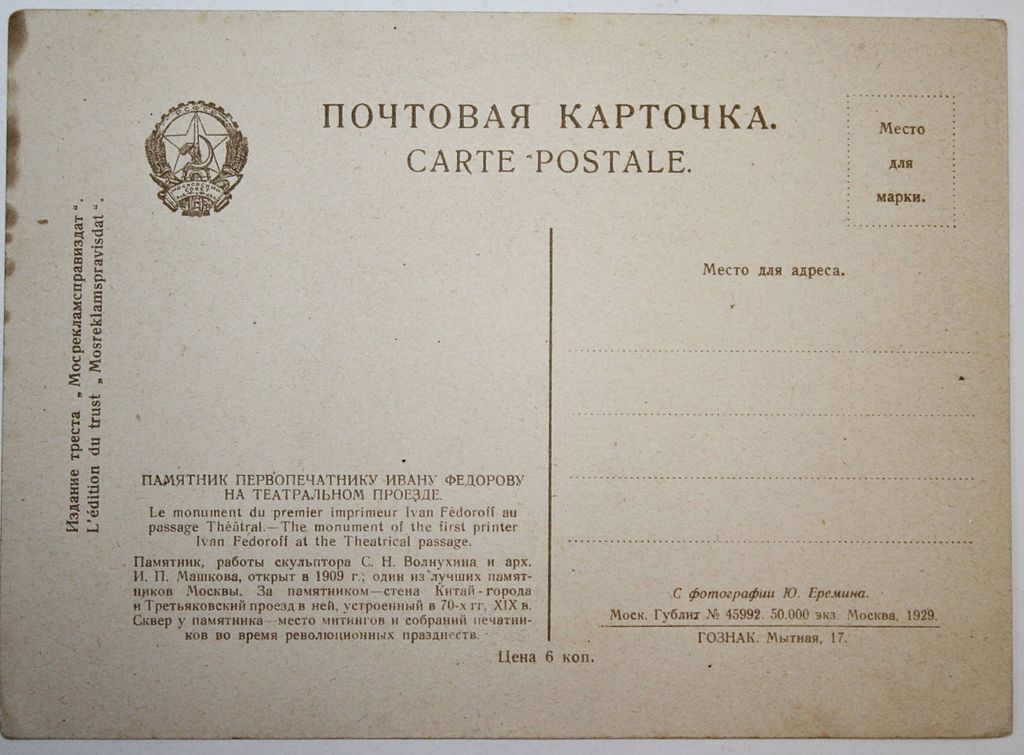 ПОЧТОВАЯ КАРТОЧКА.
CARTE POSTALE.
РСФСР
МОСКОВСКИЙ
СОВЕТ
Место
для
марки.
Место для адреса.
Издание треста „Мосрекламсправиздат“.
L'édition du trust „Mosreklamspravisdat“.
ПАМЯТНИК ПЕРВОПЕЧАТНИКУ ИВАНУ ФЕДОРОВУ
НА ТЕАТРАЛЬНОМ ПРОЕЗДЕ.
Le monument du premier imprimeur Ivan Fédoroff au
passage Théâtral.—The monument of the first printer
Ivan Fedoroff at the Theatrical passage.
Памятник, работы скульптора С. Н. Волнухина и арх.
И. П. Машкова, открыт в 1909 г.; один из лучших памят-
ников Москвы. За памятником—стена Китай-города
и Третьяковский проезд в ней, устроенный в 70-х гг. XIX в.
Сквер у памятника—место митингов и собраний печатни-
ков во время революционных празднеств.
Цена 6 коп.
С фотографии Ю. Еремина.
Моск. Гублит № 45992. 50.000 экз. Москва, 1929.
ГОЗНАК. Мытная, 17.